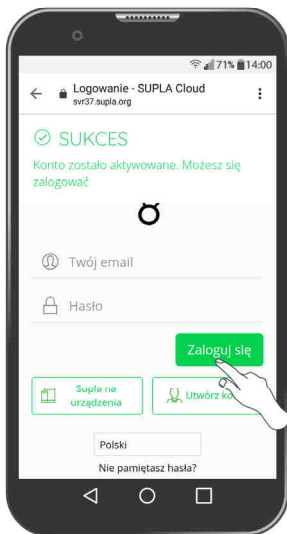 71% 14:00
Logowanie - SUPLA Cloud
svr37.supla.org
SUKCES
Konto zostało aktywowane. Możesz się
zalogować
Twój email
Hasło
Zaloguj się
Supla na
urządzenia
Utwórz
Polski
Nie pamiętasz hasła?